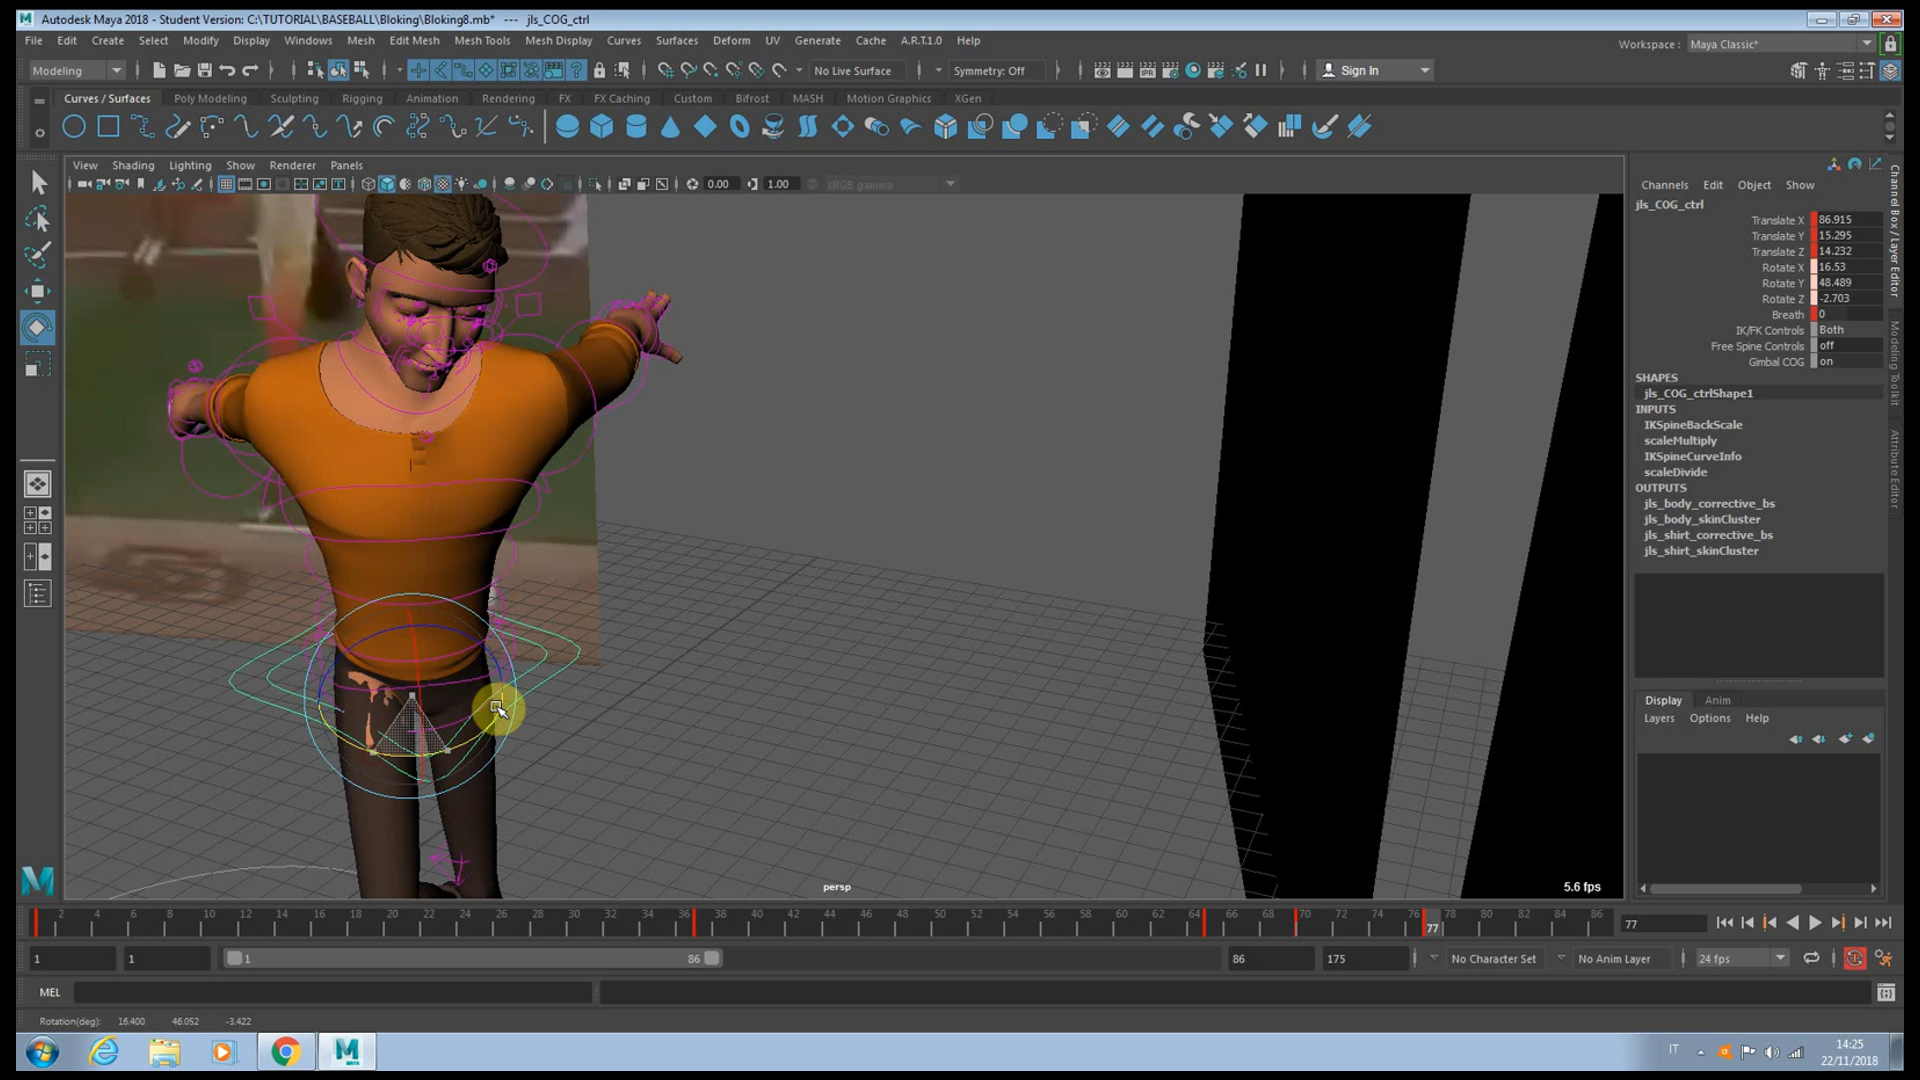 Autodesk Maya 2018 - Student Version: C:\TUTORIAL\BASEBALL\Bloking\Bloking8.mb* --- jls_COG_ctrl
File Edit Create Select Modify Display Windows Mesh Edit Mesh Mesh Tools Mesh Display Curves Surfaces Deform UV Generate Cache A.R.T.1.0 Help
Workspace : Maya Classic*
Modeling No Live Surface Symmetry: Off Sign In
Curves / Surfaces Poly Modeling Sculpting Rigging Animation Rendering FX FX Caching Custom Bifrost MASH Motion Graphics XGen
View Shading Lighting Show Renderer Panels
0.00 1.00 sRGB gamma
Channels Edit Object Show
jls_COG_ctrl
Translate X 86.915
Translate Y 15.295
Translate Z 14.232
Rotate X 16.53
Rotate Y 48.489
Rotate Z -2.703
Breath 0
IK/FK Controls Both
Free Spine Controls off
Gimbal COG on
SHAPES
jls_COG_ctrlShape1
INPUTS
IKSpineBackScale
scaleMultiply
IKSpineCurveInfo
scaleDivide
OUTPUTS
jls_body_corrective_bs
jls_body_skinCluster
jls_shirt_corrective_bs
jls_shirt_skinCluster
Channel Box / Layer Editor
Modeling Toolkit
Attribute Editor
Display Anim
Layers Options Help
persp
5.6 fps
2 4 6 8 10 12 14 16 18 20 22 24 26 28 30 32 34 36 38 40 42 44 46 48 50 52 54 56 58 60 62 64 66 68 70 72 74 76 78 80 82 84 86
77 77
1 1 1 86 86 175 No Character Set No Anim Layer 24 fps
MEL
Rotation(deg): 16.400 46.052 -3.422
MAYA
IT
14:25
22/11/2018